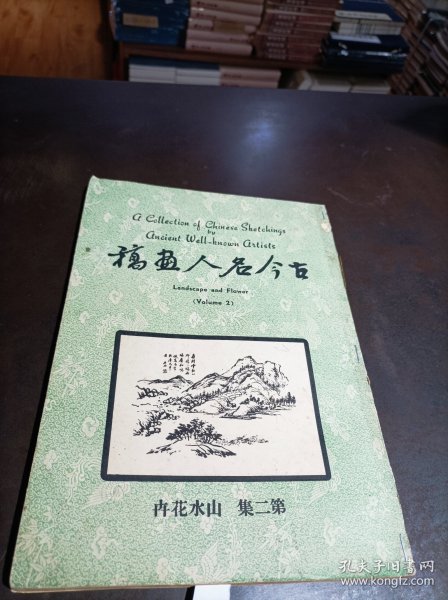 A Collection of Chinese Sketchings
by
Ancient Well-known Artists
稿畫人名今古
Landscape and Flower
(Volume 2)
卉花水山 集二第
孔夫子旧书网
www.kongfz.com